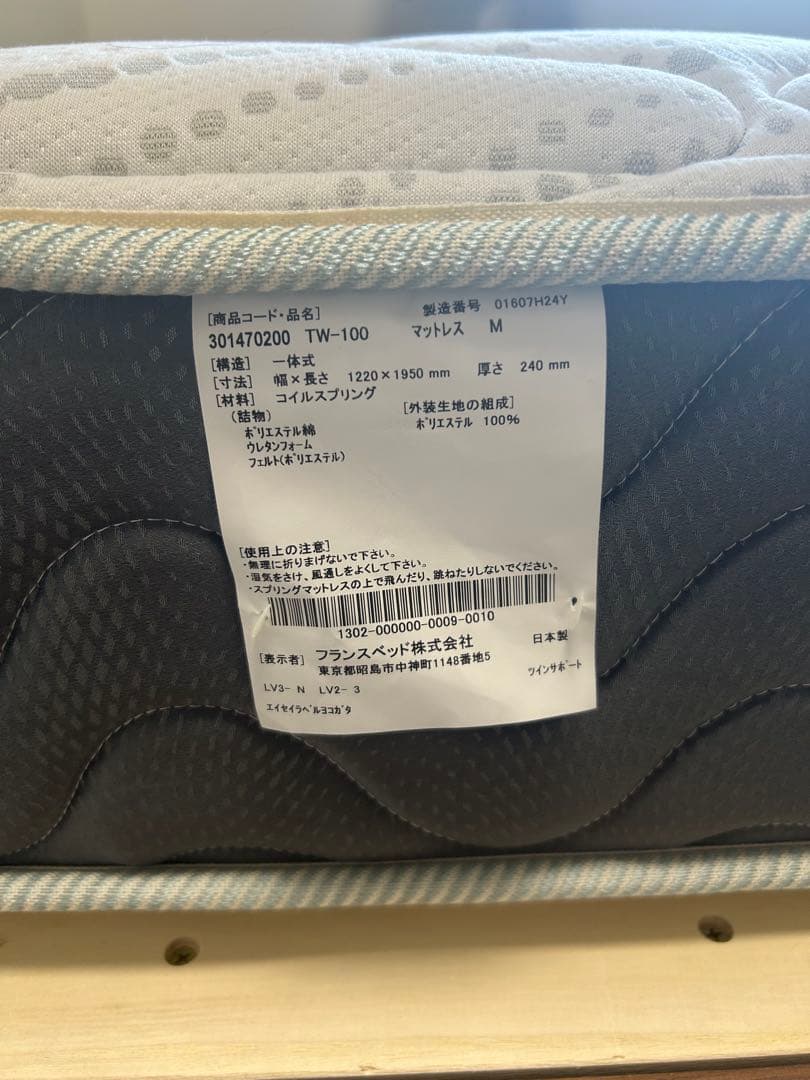 [商品コード・品名] 製造番号 01607H24Y
301470200 TW-100 マットレス M
[構造] 一体式
[寸法] 幅×長さ 1220×1950 mm 厚さ 240 mm
[材料] コイルスプリング
(詰物) [外装生地の組成]
ポリエステル綿 ポリエステル 100%
ウレタンフォーム
フェルト(ポリエステル)
[使用上の注意]
・無理に折りまげないで下さい。
・湿気をさけ、風通しをよくして下さい。
・スプリングマットレスの上で飛んだり、跳ねたりしないでください。
1302-000000-0009-0010
[表示者] フランスベッド株式会社 日本製
東京都昭島市中神町1148番地5
LV3- N LV2- 3 ツインサポート
エイセイラベルヨコガタ